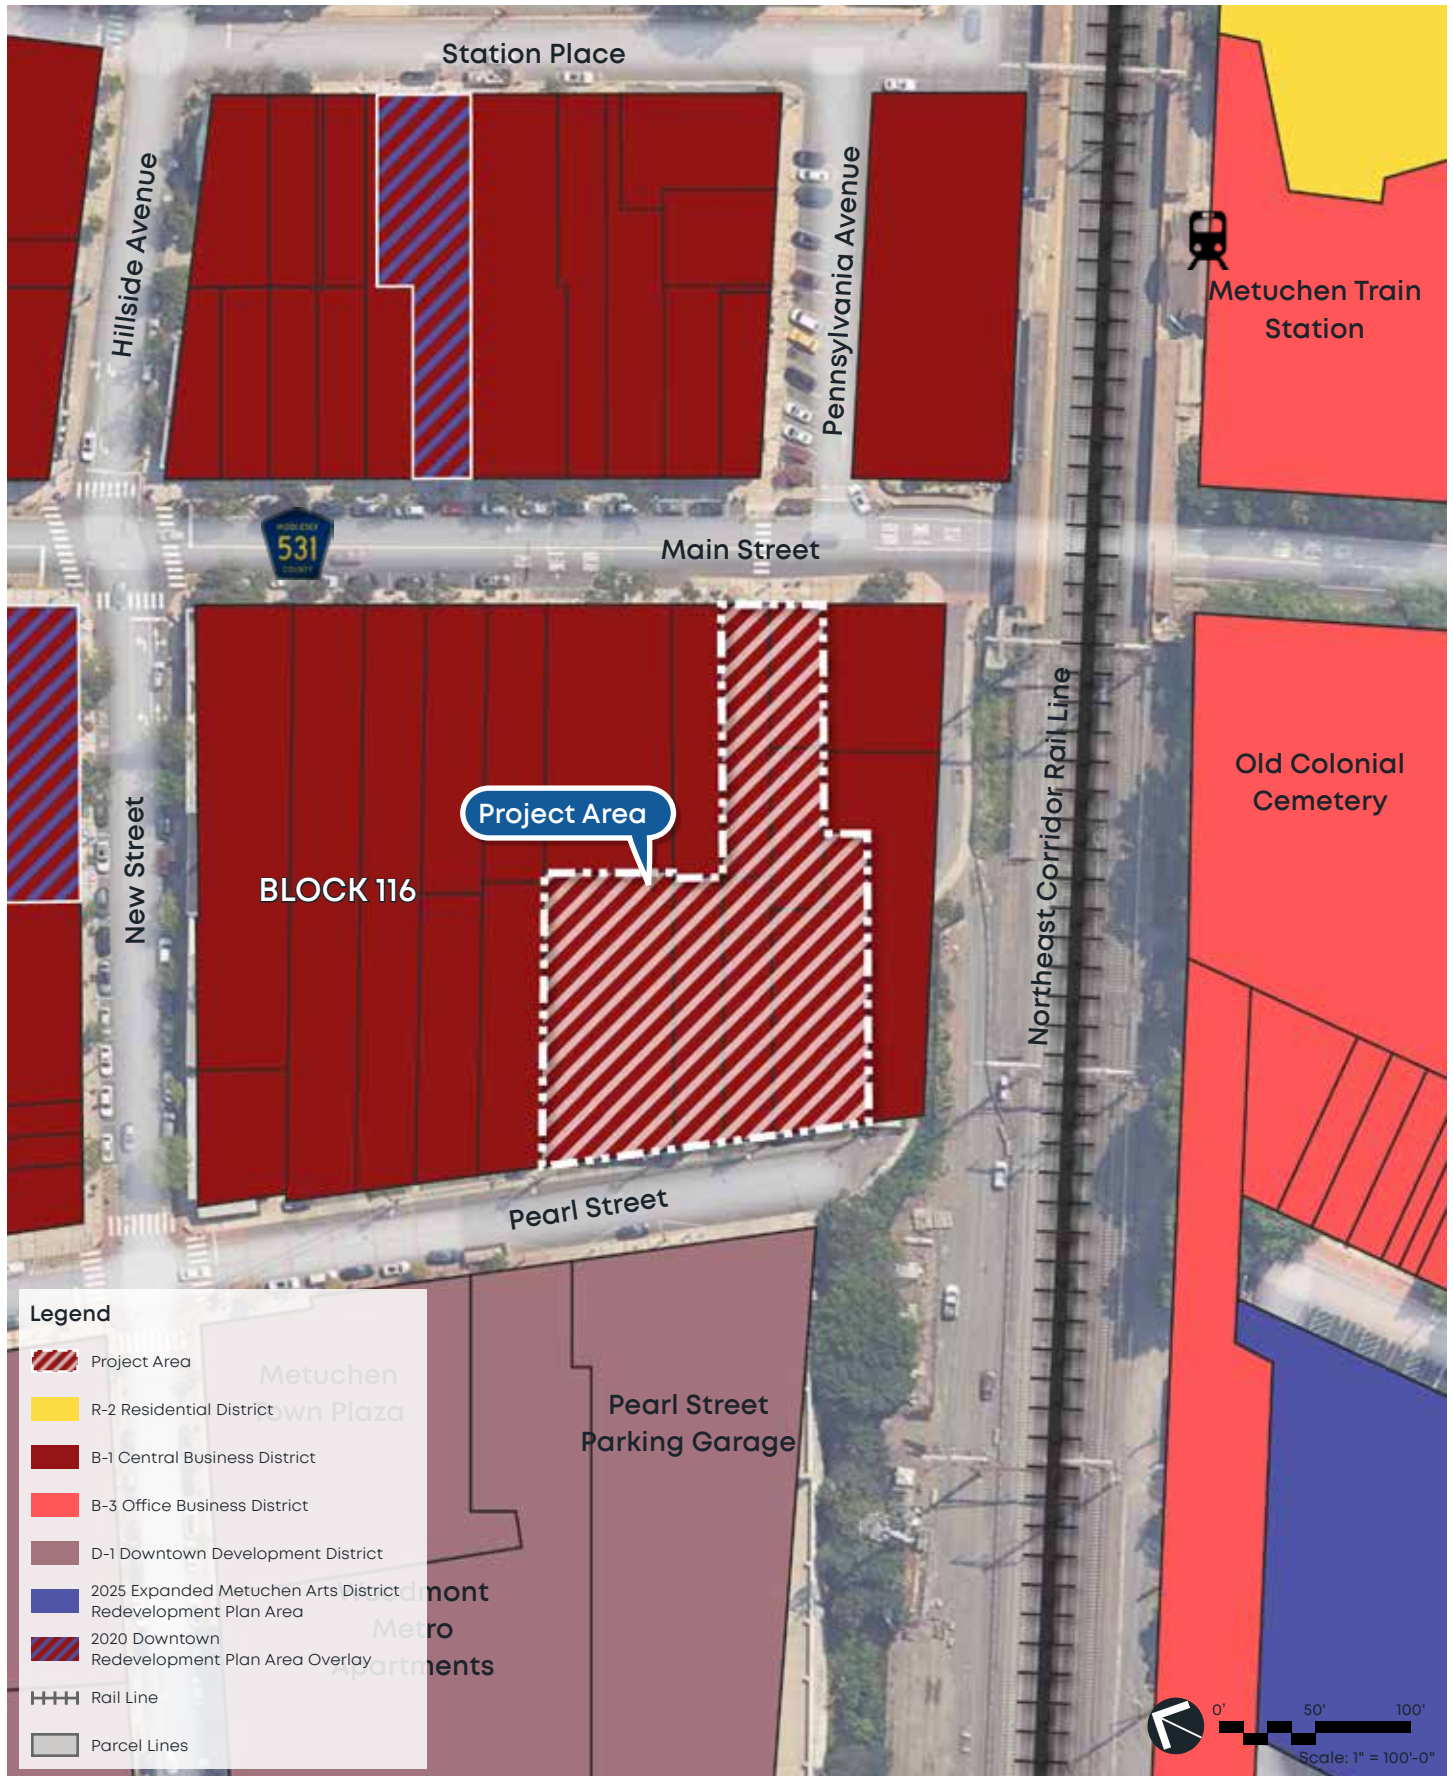 Station Place
Hillside Avenue
Pennsylvania Avenue
Metuchen Train
Station
MIDDLESEX
531
COUNTY
Main Street
Project Area
BLOCK 116
New Street
Northeast Corridor Rail Line
Old Colonial
Cemetery
Pearl Street
Metuchen
Town Plaza
Pearl Street
Parking Garage
Woodmont
Metro
Apartments
Legend
Project Area
R-2 Residential District
B-1 Central Business District
B-3 Office Business District
D-1 Downtown Development District
2025 Expanded Metuchen Arts District
Redevelopment Plan Area
2020 Downtown
Redevelopment Plan Area Overlay
Rail Line
Parcel Lines
0' 50' 100'
Scale: 1" = 100'-0"